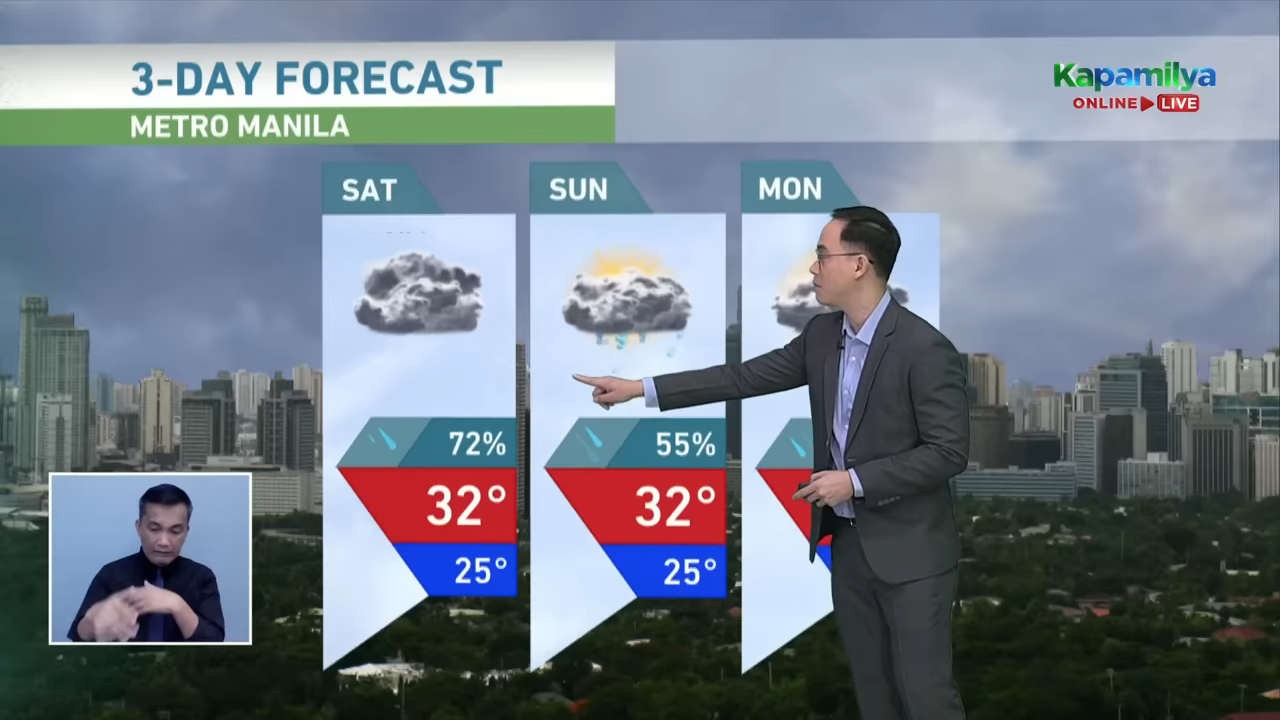 3-DAY FORECAST
METRO MANILA
Kapamilya
ONLINE LIVE
SAT
SUN
MON
72%
55%
32°
32°
25°
25°